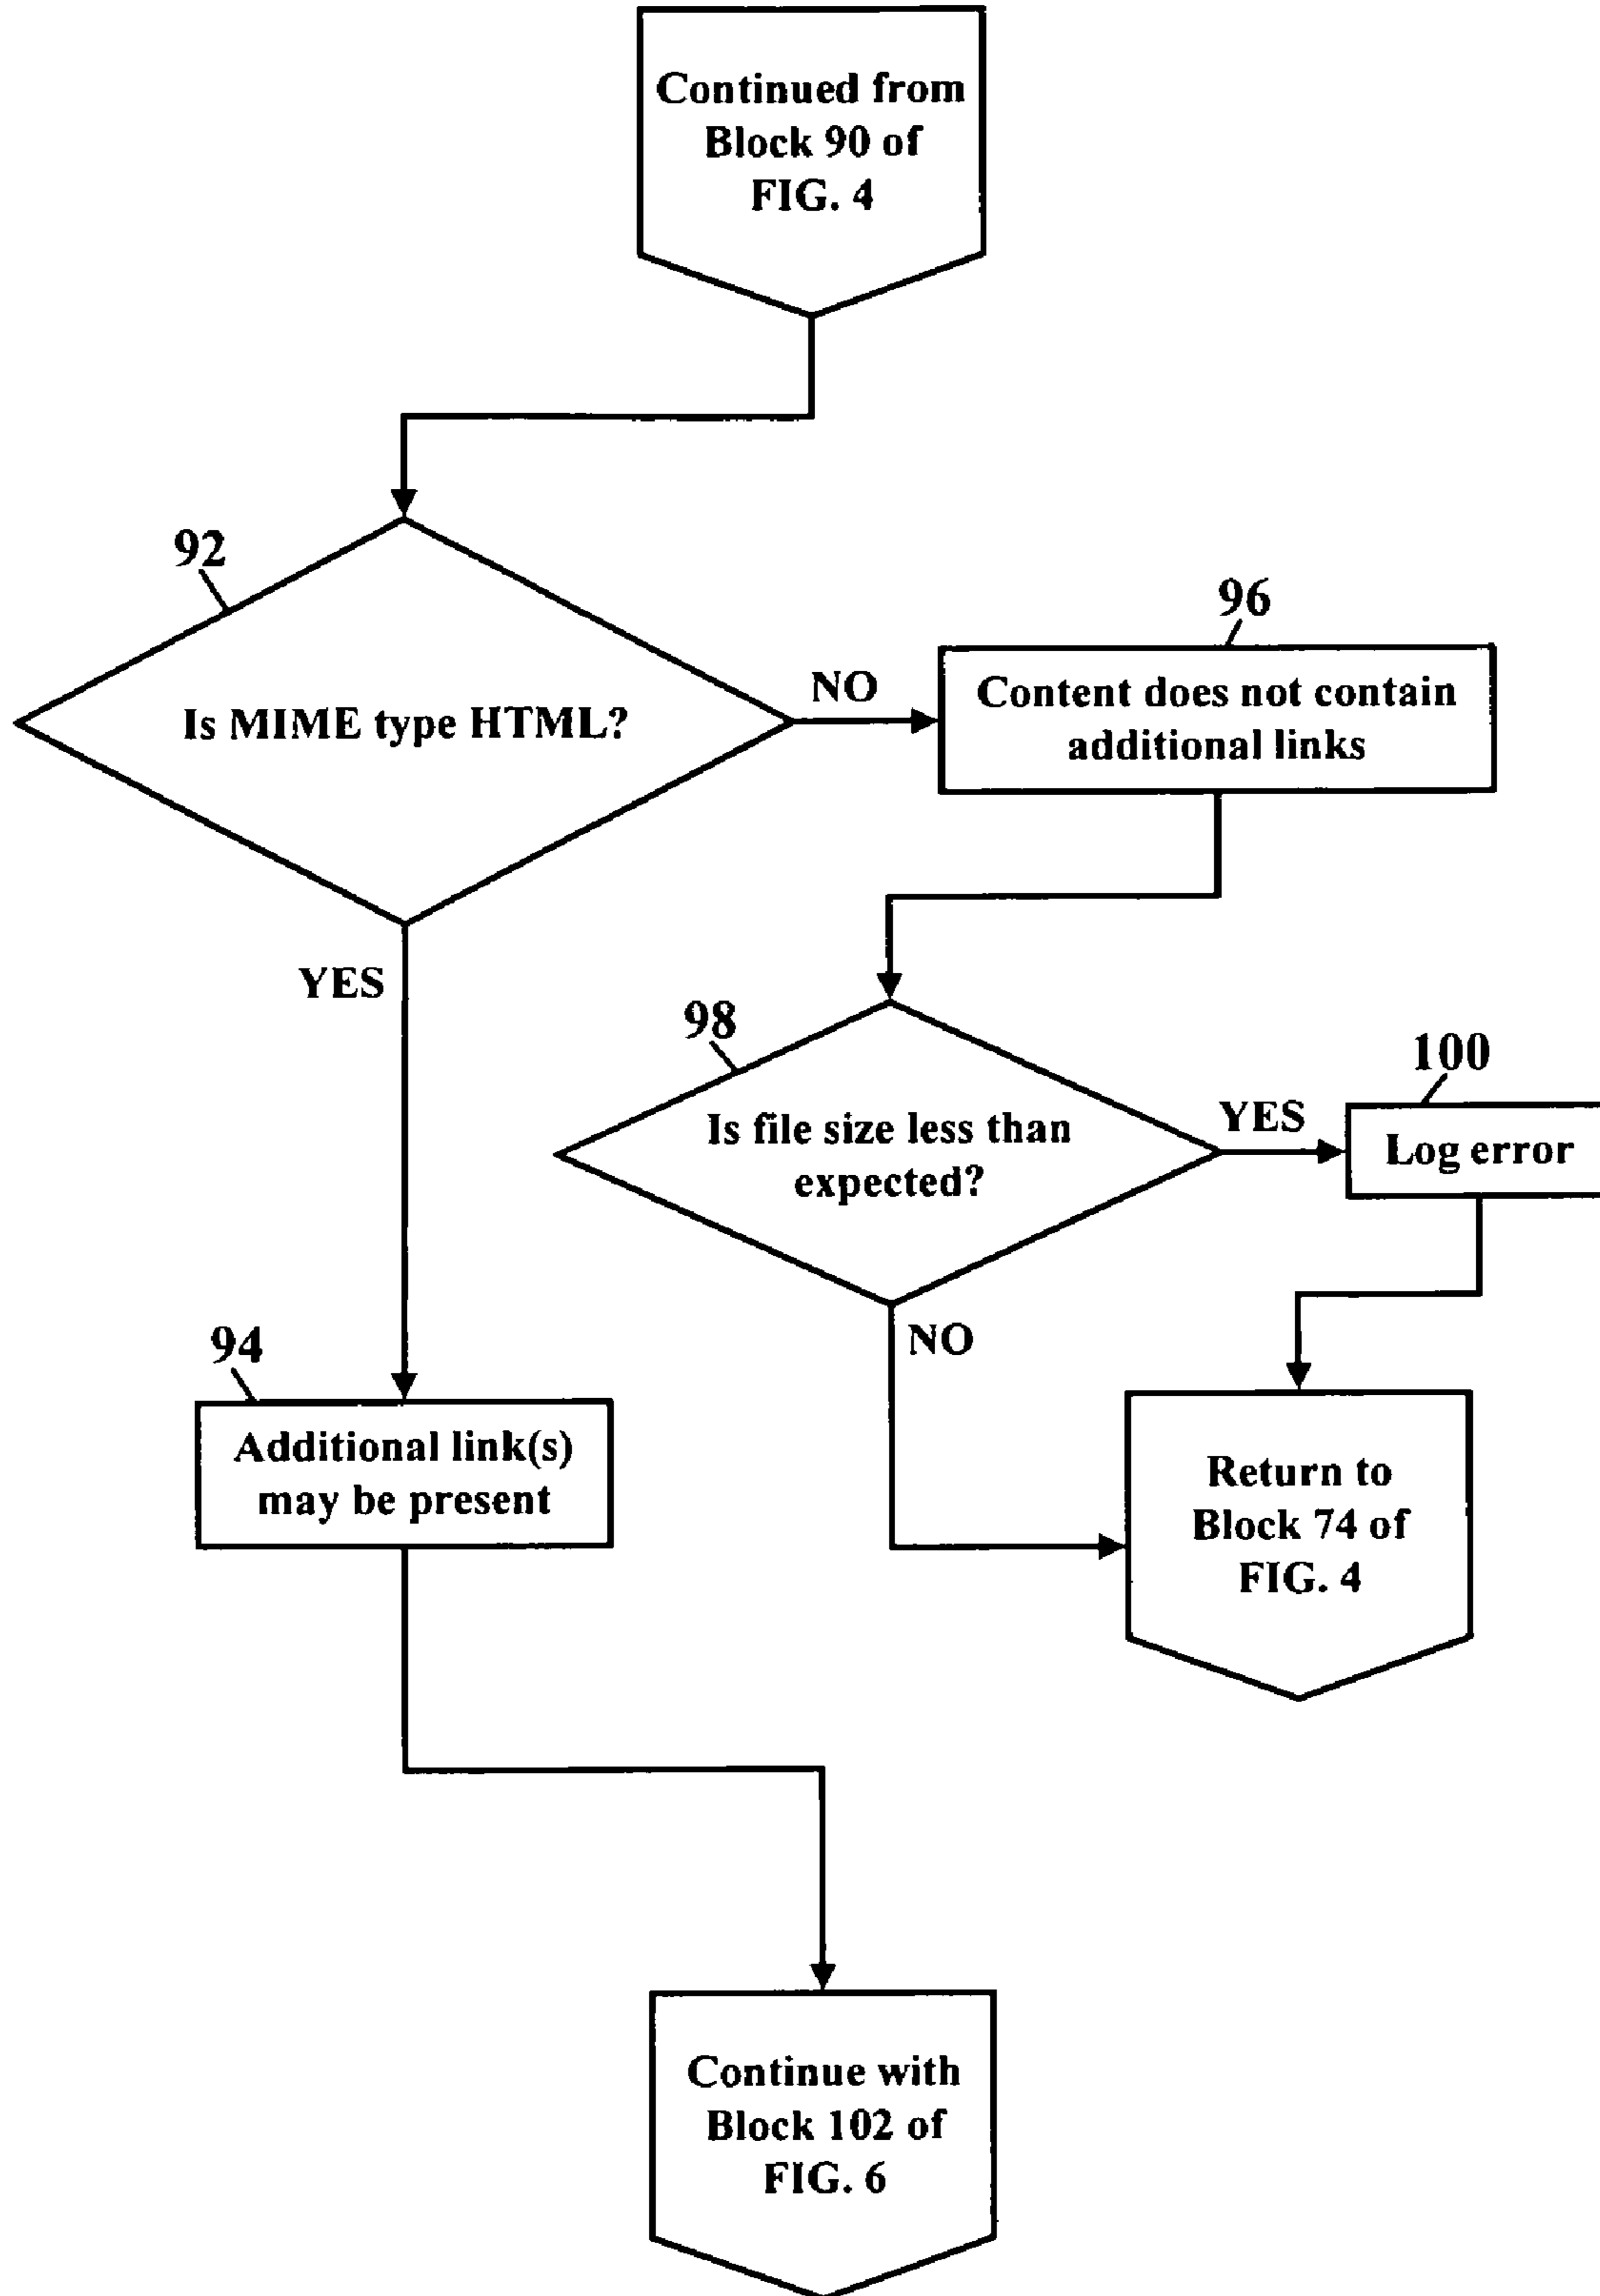 Continued from
Block 90 of
FIG. 4
92
Is MIME type HTML?
NO
96
Content does not contain
additional links
YES
98
Is file size less than
expected?
YES
100
Log error
NO
94
Additional link(s)
may be present
Return to
Block 74 of
FIG. 4
Continue with
Block 102 of
FIG. 6